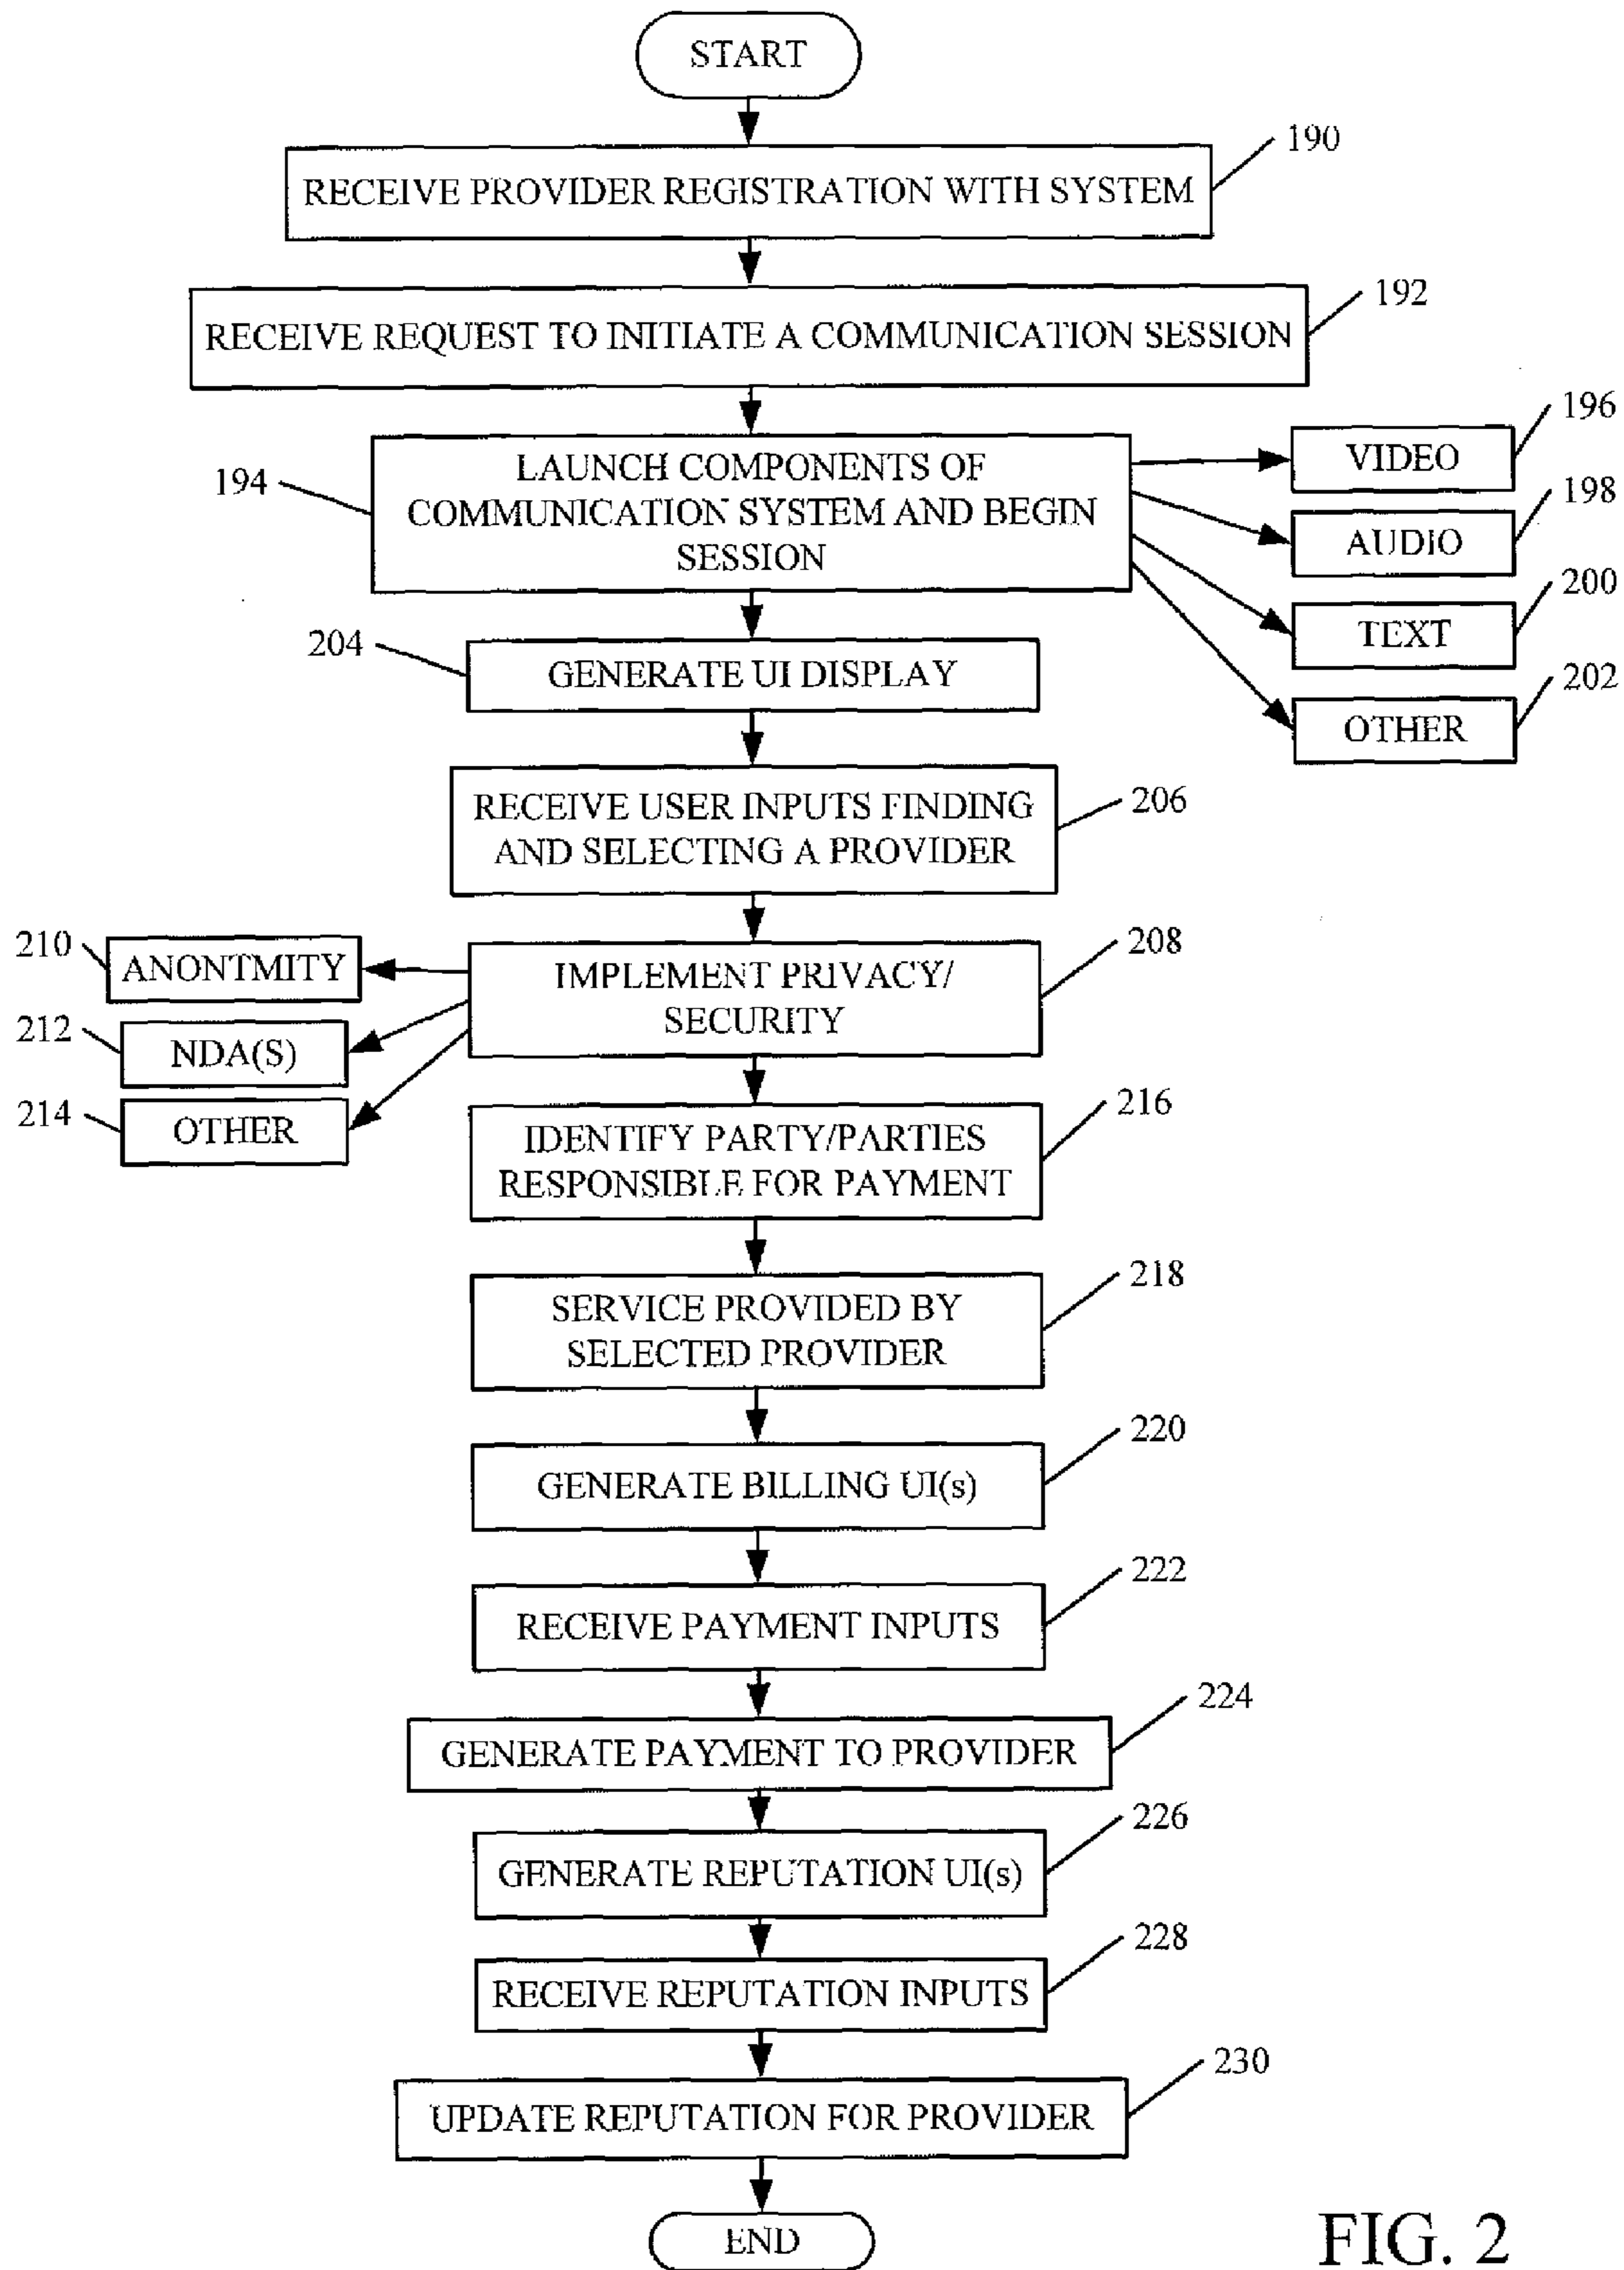 START
190
RECEIVE PROVIDER REGISTRATION WITH SYSTEM
192
RECEIVE REQUEST TO INITIATE A COMMUNICATION SESSION
194
LAUNCH COMPONENTS OF
COMMUNICATION SYSTEM AND BEGIN
SESSION
196
VIDEO
198
AUDIO
200
TEXT
202
OTHER
204
GENERATE UI DISPLAY
206
RECEIVE USER INPUTS FINDING
AND SELECTING A PROVIDER
208
IMPLEMENT PRIVACY/
SECURITY
210
ANONTMITY
212
NDA(S)
214
OTHER
216
IDENTIFY PARTY/PARTIES
RESPONSIBLE FOR PAYMENT
218
SERVICE PROVIDED BY
SELECTED PROVIDER
220
GENERATE BILLING UI(s)
222
RECEIVE PAYMENT INPUTS
224
GENERATE PAYMENT TO PROVIDER
226
GENERATE REPUTATION UI(s)
228
RECEIVE REPUTATION INPUTS
230
UPDATE REPUTATION FOR PROVIDER
END
FIG. 2